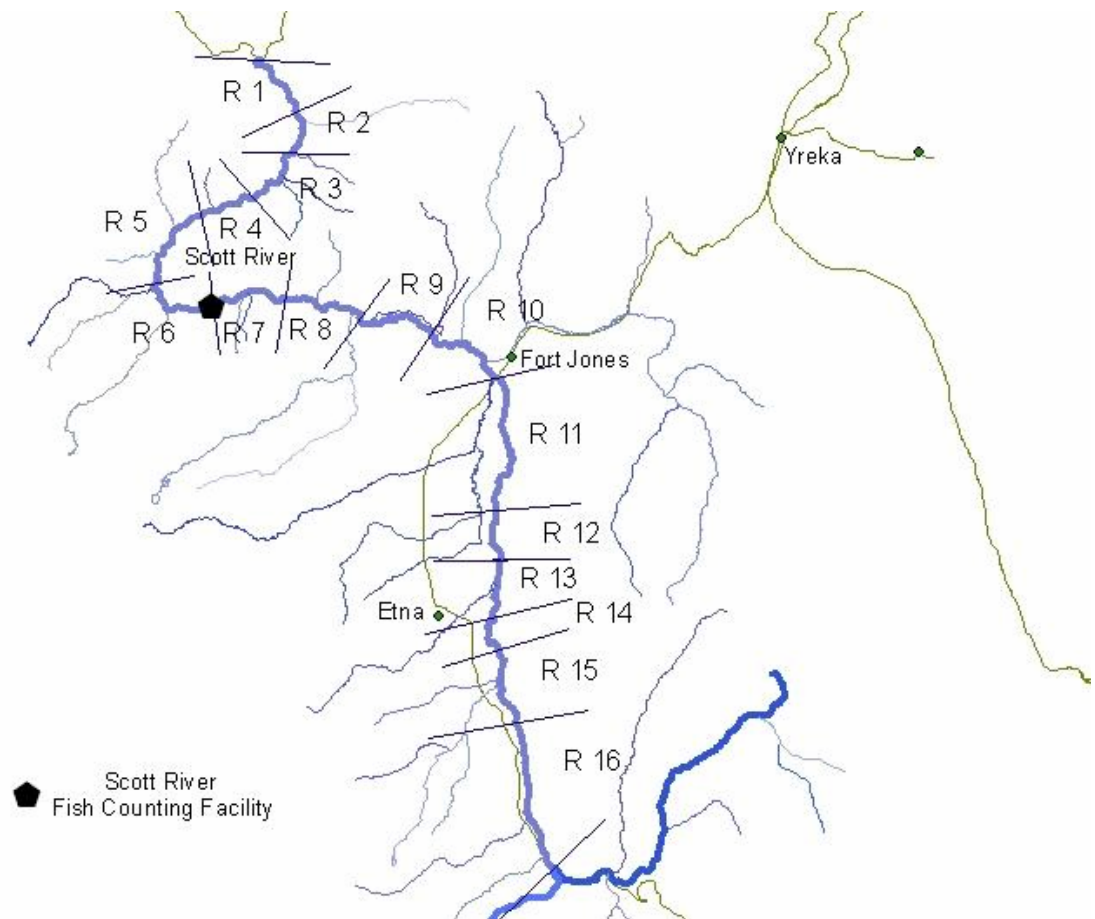 R 1
R 2
R 3
R 4
R 5
Scott River
R 6
R 7
R 8
R 9
R 10
Yreka
Fort Jones
R 11
R 12
R 13
R 14
Etna
R 15
R 16
Scott River
Fish Counting Facility